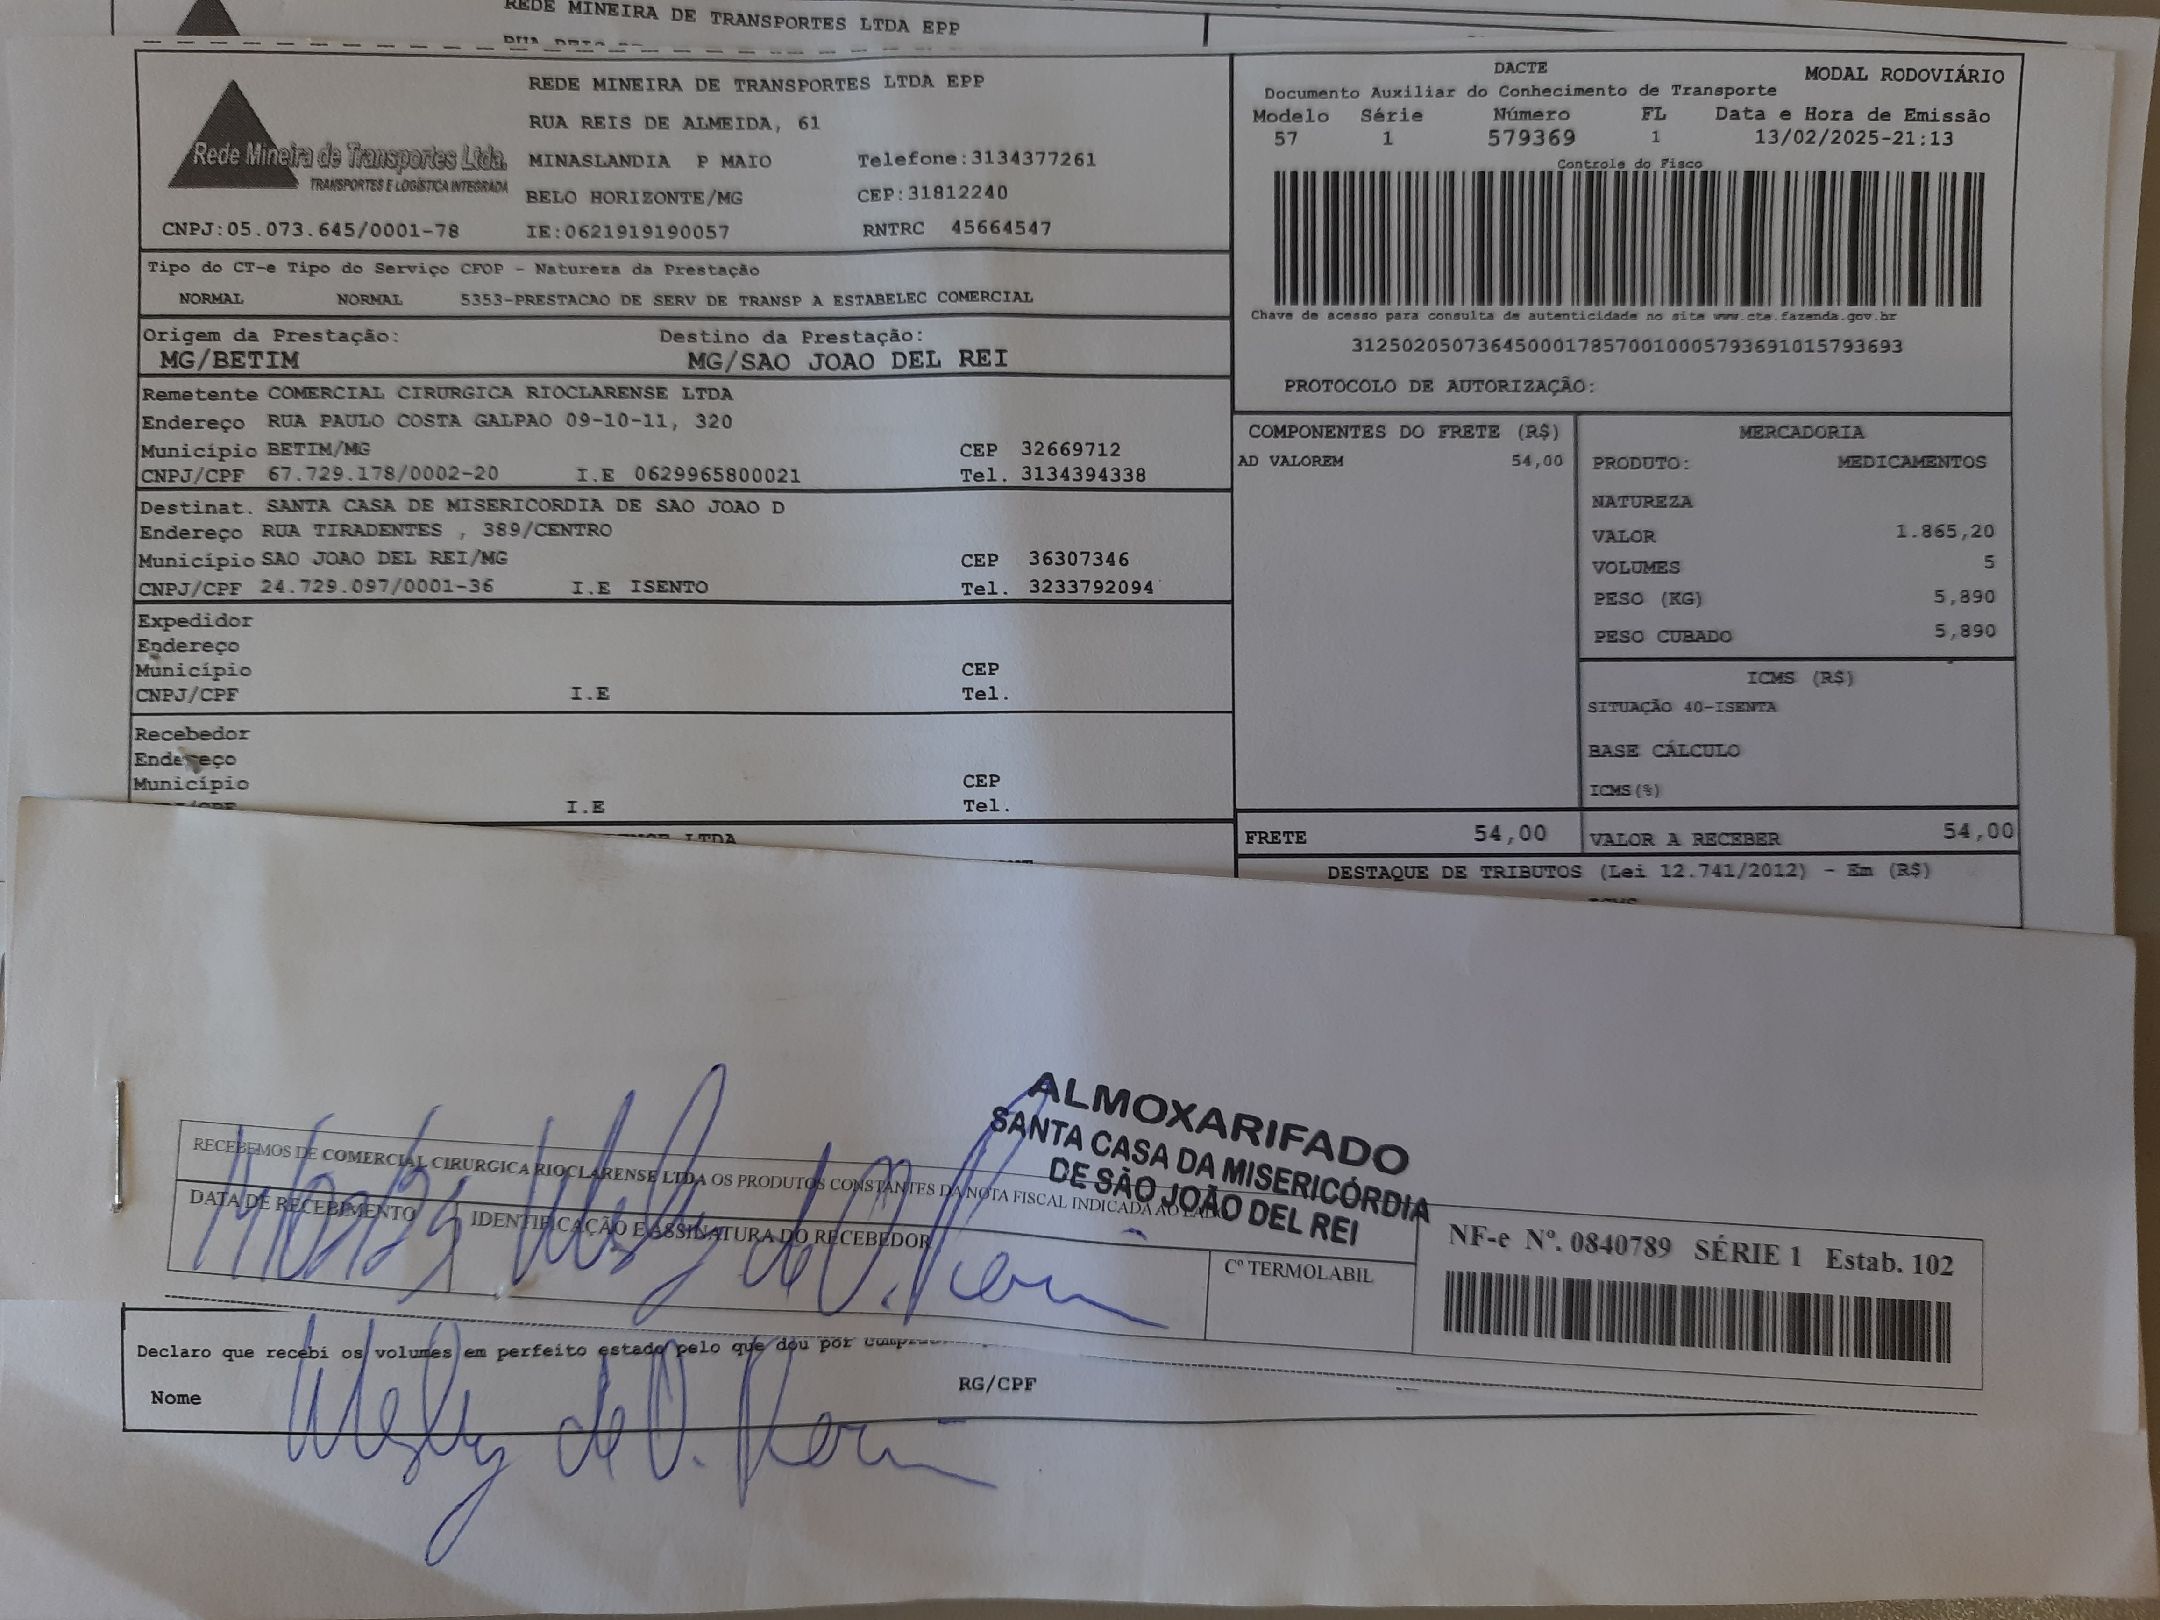 REDE MINEIRA DE TRANSPORTES LTDA EPP
REDE MINEIRA DE TRANSPORTES LTDA EPP
RUA REIS DE ALMEIDA, 61
MINASLANDIA P MAIO Telefone:3134377261
BELO HORIZONTE/MG CEP:31812240
Rede Mineira de Transportes Ltda.
TRANSPORTES E LOGÍSTICA INTEGRADA
CNPJ:05.073.645/0001-78 IE:0621919190057 RNTRC 45664547
Tipo do CT-e Tipo do Serviço CFOP - Natureza da Prestação
NORMAL NORMAL 5353-PRESTACAO DE SERV DE TRANSP A ESTABELEC COMERCIAL
Origem da Prestação: Destino da Prestação:
MG/BETIM MG/SAO JOAO DEL REI
Remetente COMERCIAL CIRURGICA RIOCLARENSE LTDA
Endereço RUA PAULO COSTA GALPAO 09-10-11, 320
Município BETIM/MG CEP 32669712
CNPJ/CPF 67.729.178/0002-20 I.E 0629965800021 Tel. 3134394338
Destinat. SANTA CASA DE MISERICORDIA DE SAO JOAO D
Endereço RUA TIRADENTES , 389/CENTRO
Município SAO JOAO DEL REI/MG CEP 36307346
CNPJ/CPF 24.729.097/0001-36 I.E ISENTO Tel. 3233792094
Expedidor
Endereço
Município CEP
CNPJ/CPF I.E Tel.
Recebedor
Endereço
Município CEP
I.E Tel.
LTDA
DACTE MODAL RODOVIÁRIO
Documento Auxiliar do Conhecimento de Transporte
Modelo Série Número FL Data e Hora de Emissão
57 1 579369 1 13/02/2025-21:13
Controle do Fisco
Chave de acesso para consulta de autenticidade no site www.cte.fazenda.gov.br
31250205073645000178570010005793691015793693
PROTOCOLO DE AUTORIZAÇÃO:
COMPONENTES DO FRETE (R$)
AD VALOREM 54,00
MERCADORIA
PRODUTO: MEDICAMENTOS
NATUREZA
VALOR 1.865,20
VOLUMES 5
PESO (KG) 5,890
PESO CUBADO 5,890
ICMS (R$)
SITUAÇÃO 40-ISENTA
BASE CÁLCULO
ICMS(%)
FRETE 54,00 VALOR A RECEBER 54,00
DESTAQUE DE TRIBUTOS (Lei 12.741/2012) - Em (R$)
ALMOXARIFADO
SANTA CASA DA MISERICÓRDIA
DE SÃO JOÃO DEL REI
RECEBEMOS DE COMERCIAL CIRURGICA RIOCLARENSE LTDA OS PRODUTOS CONSTANTES DA NOTA FISCAL INDICADA AO
DATA DE RECEBIMENTO IDENTIFICAÇÃO E ASSINATURA DO RECEBEDOR
Cº TERMOLABIL
NF-e Nº. 0840789 SÉRIE 1 Estab. 102
Declaro que recebi os volumes em perfeito estado pelo que dou por
Nome RG/CPF